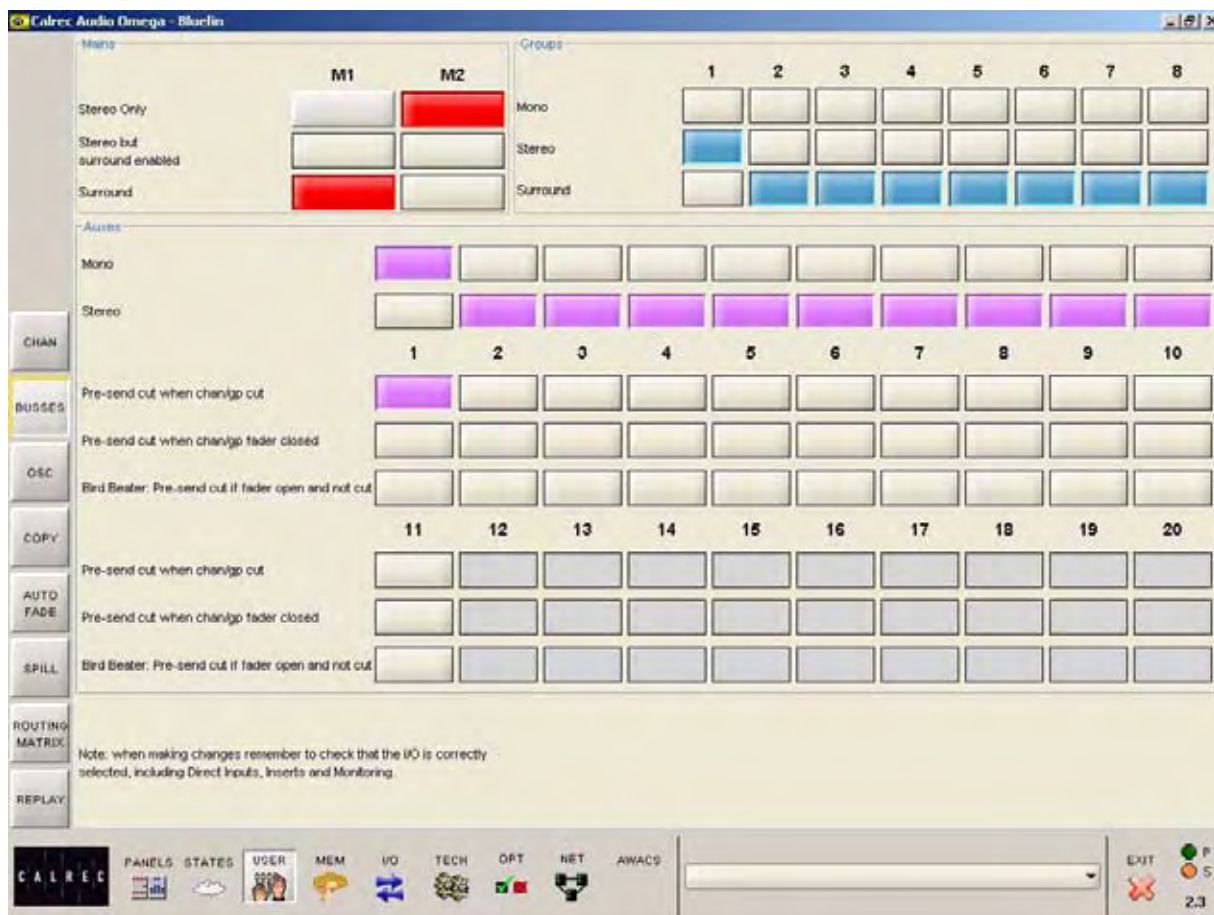 Calrec Audio Omega - Bluefin
Mains
M1 M2
Stereo Only
Stereo but
surround enabled
Surround
Groups
1 2 3 4 5 6 7 8
Mono
Stereo
Surround
Auxes
Mono
Stereo
1 2 3 4 5 6 7 8 9 10
Pre-send cut when chan/gp cut
Pre-send cut when chan/gp fader closed
Bird Beater: Pre-send cut if fader open and not cut
11 12 13 14 15 16 17 18 19 20
Pre-send cut when chan/gp cut
Pre-send cut when chan/gp fader closed
Bird Beater: Pre-send cut if fader open and not cut
CHAN
BUSSES
OSC
COPY
AUTO
FADE
SPILL
ROUTING
MATRIX
REPLAY
Note: when making changes remember to check that the I/O is correctly
selected, including Direct Inputs, Inserts and Monitoring.
CALREC
PANELS STATES USER MEM I/O TECH OPT NET AWACS
EXIT
P
S
2.3